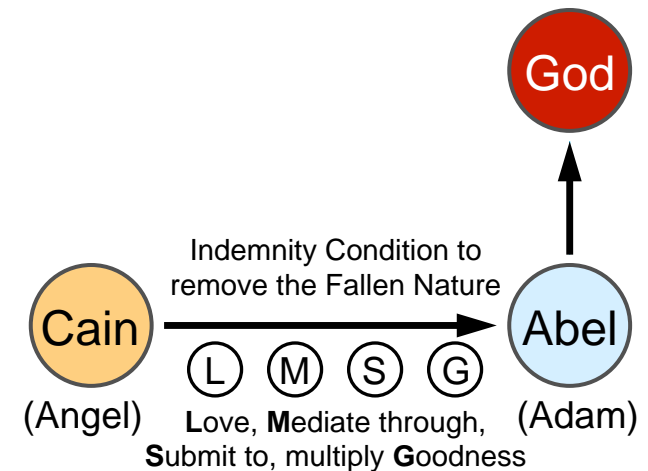 God
Indemnity Condition to
remove the Fallen Nature
Cain
Abel
L M S G
(Angel)
(Adam)
Love, Mediate through,
Submit to, multiply Goodness